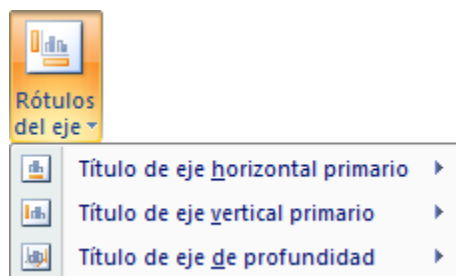 Rótulos
del eje
Título de eje horizontal primario
Título de eje vertical primario
Título de eje de profundidad